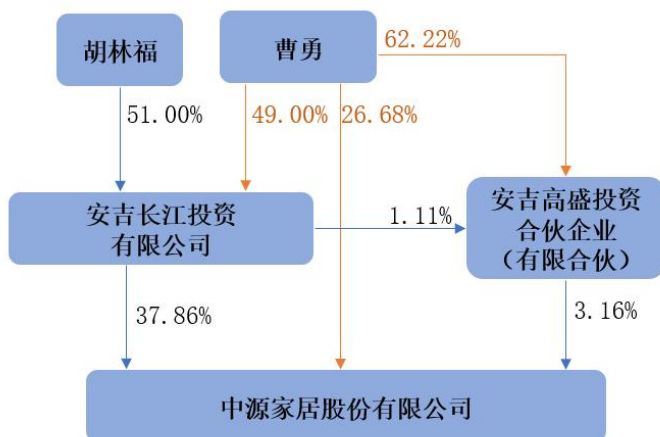 胡林福
曹勇
62.22%
51.00%
49.00%
26.68%
安吉长江投资
有限公司
1.11%
安吉高盛投资
合伙企业
（有限合伙）
37.86%
3.16%
中源家居股份有限公司